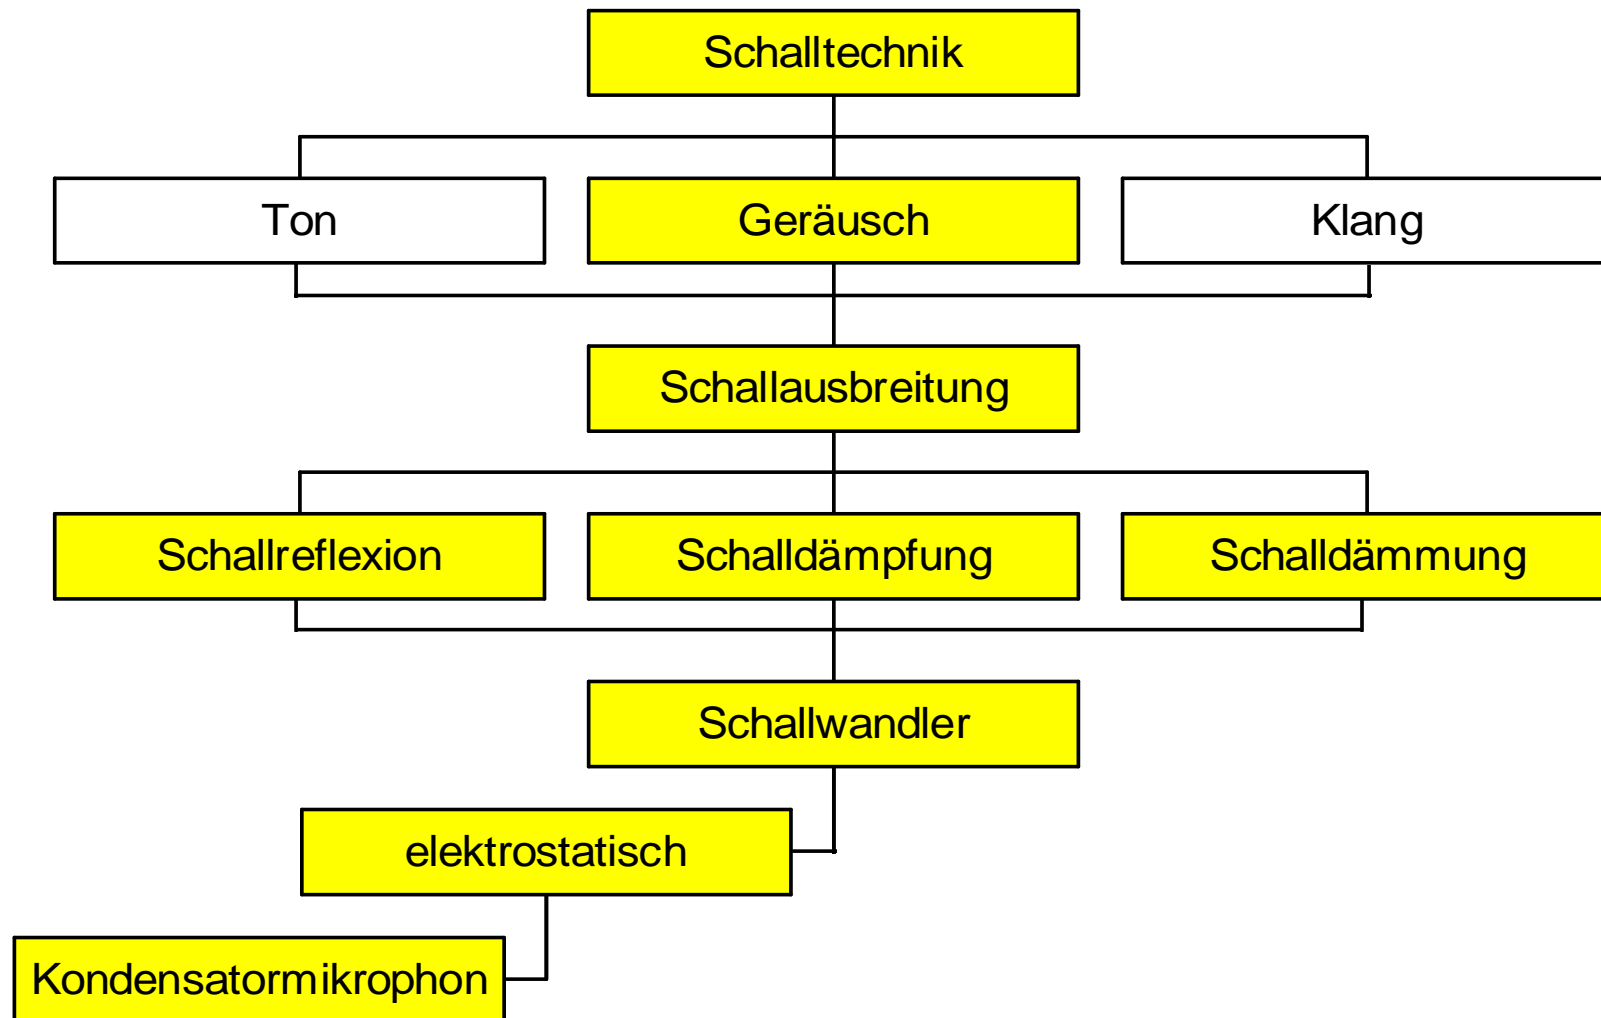 Schalltechnik
Ton
Geräusch
Klang
Schallausbreitung
Schallreflexion
Schalldämpfung
Schalldämmung
Schallwandler
elektrostatisch
Kondensatormikrophon